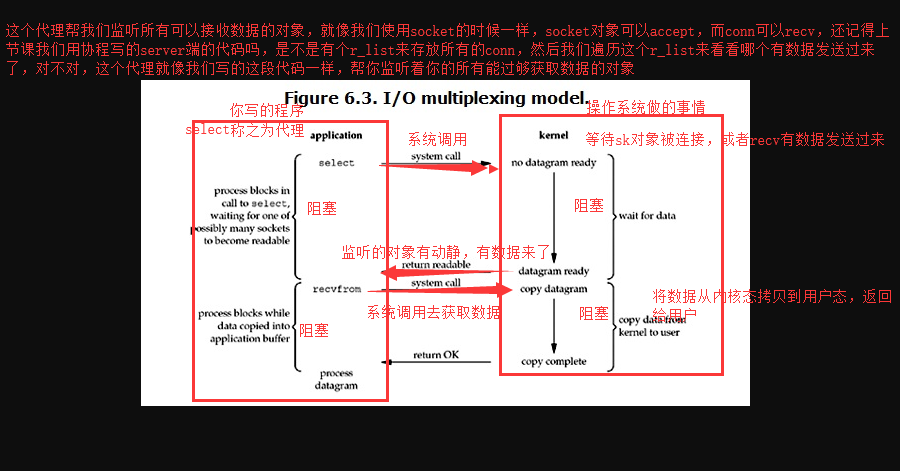 这个代理帮我们监听所有可以接收数据的对象，就像我们使用socket的时候一样，socket对象可以accept，而conn可以recv，还记得上
节课我们用协程写的server端的代码吗，是不是有个r_list来存放所有的conn，然后我们遍历这个r_list来看看哪个有数据发送过来
了，对不对，这个代理就像我们写的这段代码一样，帮你监听着你的所有能过够获取数据的对象
Figure 6.3. I/O multiplexing model.
你写的程序
select称之为代理
操作系统做的事情
application
系统调用
kernel
等待sk对象被连接，或者recv有数据发送过来
select
system call
no datagram ready
process blocks in
call to select,
waiting for one of
possibly many sockets
to become readable
阻塞
阻塞
wait for data
监听的对象有动静，有数据来了
return readable
datagram ready
recvfrom
system call
copy datagram
系统调用去获取数据
将数据从内核态拷贝到用户态，返回
给用户
process blocks while
data copied into
application buffer
阻塞
阻塞
copy data from
kernel to user
return OK
copy complete
process
datagram